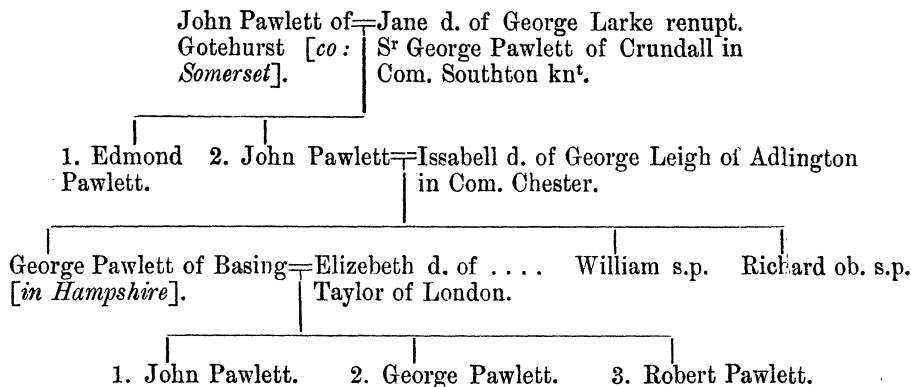 John Pawlett of=Jane d. of George Larke renupt.
Gotehurst [co: Sʳ George Pawlett of Crundall in
Somerset]. Com. Southton knᵗ.
1. Edmond 2. John Pawlett=Issabell d. of George Leigh of Adlington
Pawlett. in Com. Chester.
George Pawlett of Basing=Elizebeth d. of .... William s.p. Richard ob. s.p.
[in Hampshire]. Taylor of London.
1. John Pawlett. 2. George Pawlett. 3. Robert Pawlett.